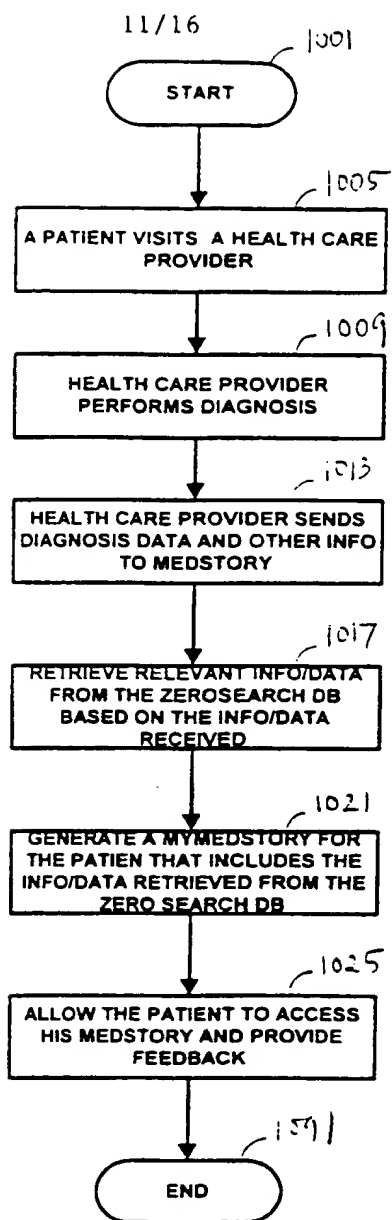 11/16
1001
START
1005
A PATIENT VISITS A HEALTH CARE
PROVIDER
1009
HEALTH CARE PROVIDER
PERFORMS DIAGNOSIS
1013
HEALTH CARE PROVIDER SENDS
DIAGNOSIS DATA AND OTHER INFO
TO MEDSTORY
1017
RETRIEVE RELEVANT INFO/DATA
FROM THE ZEROSEARCH DB
BASED ON THE INFO/DATA
RECEIVED
1021
GENERATE A MYMEDSTORY FOR
THE PATIEN THAT INCLUDES THE
INFO/DATA RETRIEVED FROM THE
ZERO SEARCH DB
1025
ALLOW THE PATIENT TO ACCESS
HIS MEDSTORY AND PROVIDE
FEEDBACK
1091
END